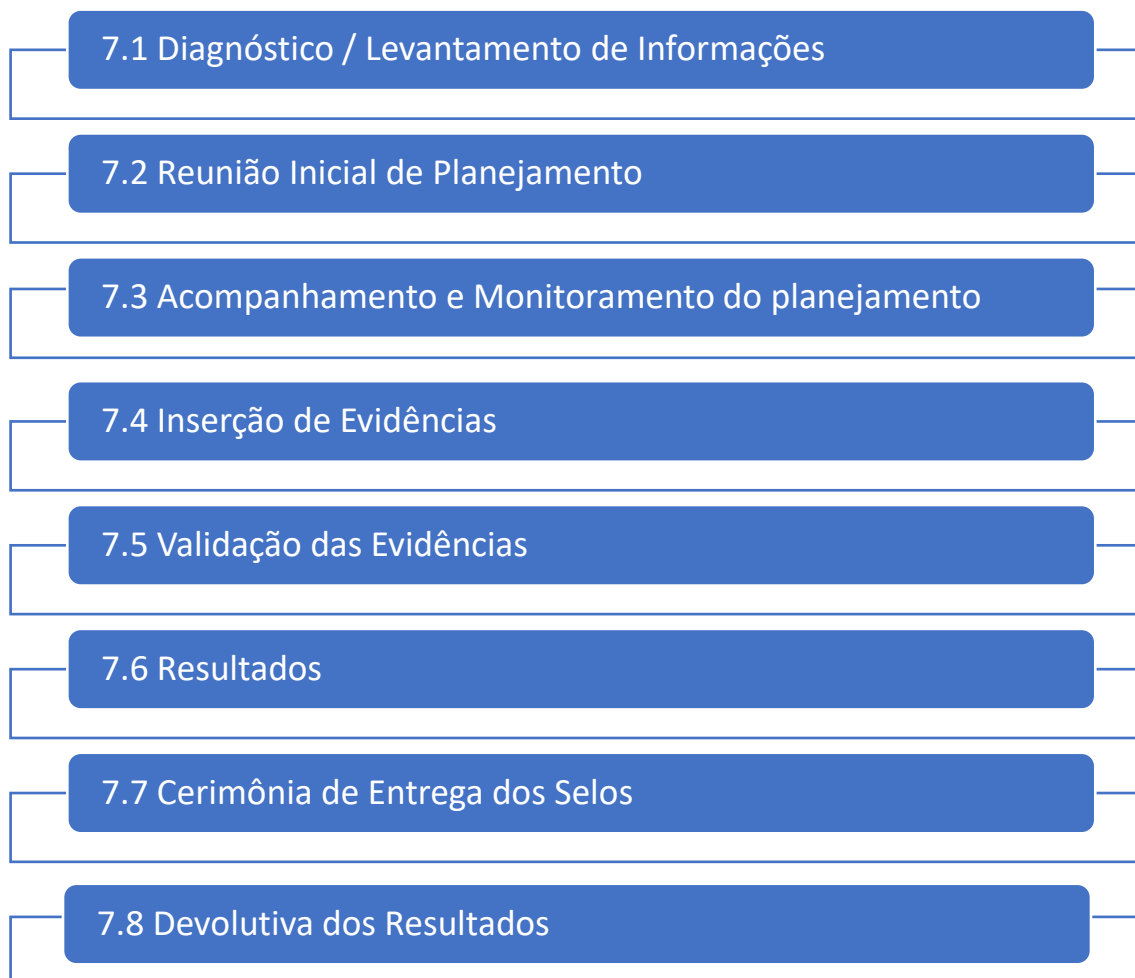 7.1 Diagnóstico / Levantamento de Informações
7.2 Reunião Inicial de Planejamento
7.3 Acompanhamento e Monitoramento do planejamento
7.4 Inserção de Evidências
7.5 Validação das Evidências
7.6 Resultados
7.7 Cerimônia de Entrega dos Selos
7.8 Devolutiva dos Resultados